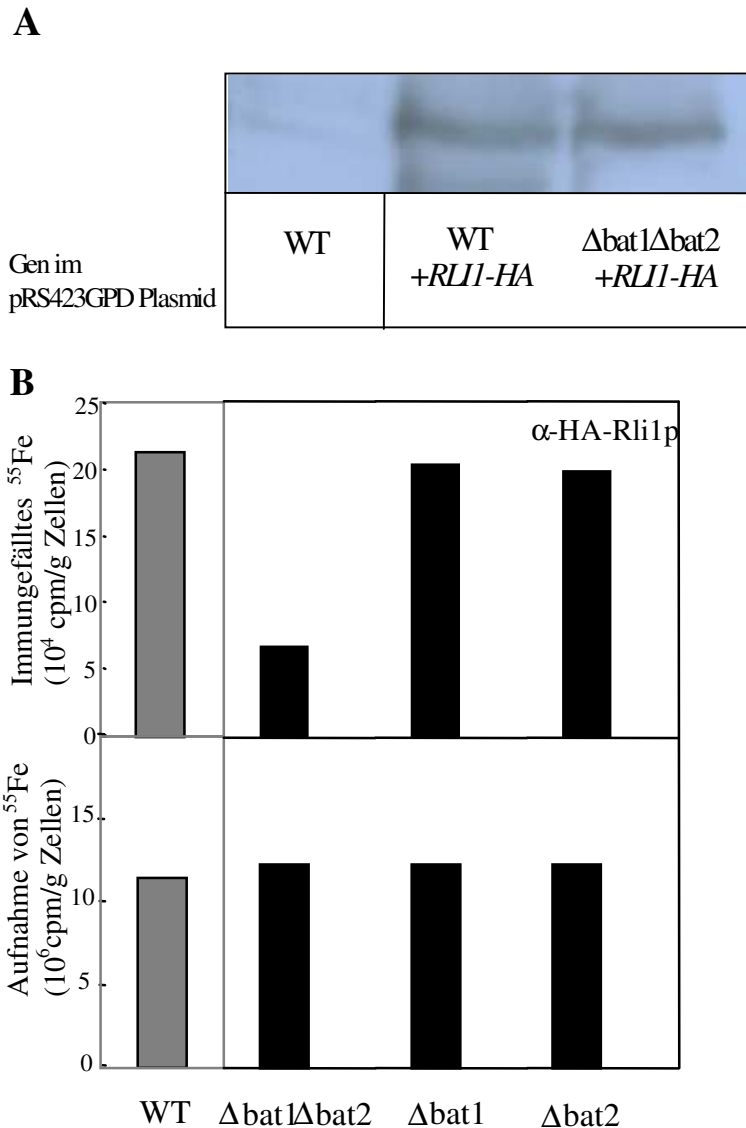 A
WT
WT
+RLI1-HA
Δbat1Δbat2
+RLI1-HA
Gen im
pRS423GPD Plasmid
B
Immungefälltes ⁵⁵Fe
(10⁴ cpm/g Zellen)
25
20
15
10
5
0
α-HA-Rli1p
Aufnahme von ⁵⁵Fe
(10⁶cpm/g Zellen)
15
10
5
0
WT
Δbat1Δbat2
Δbat1
Δbat2